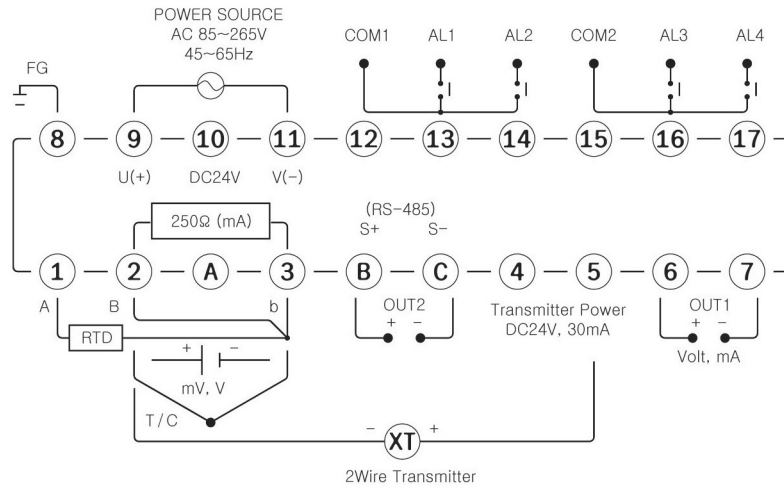 POWER SOURCE
AC 85~265V
45~65Hz
COM1 AL1 AL2 COM2 AL3 AL4
FG
8 9 10 11 12 13 14 15 16 17
U(+) DC24V V(-)
250Ω (mA)
(RS-485)
S+ S-
1 2 A 3 B C 4 5 6 7
A B b
OUT2
+ -
Transmitter Power
DC24V, 30mA
OUT1
+ -
Volt, mA
RTD
+ -
mV, V
T/C
- XT +
2Wire Transmitter